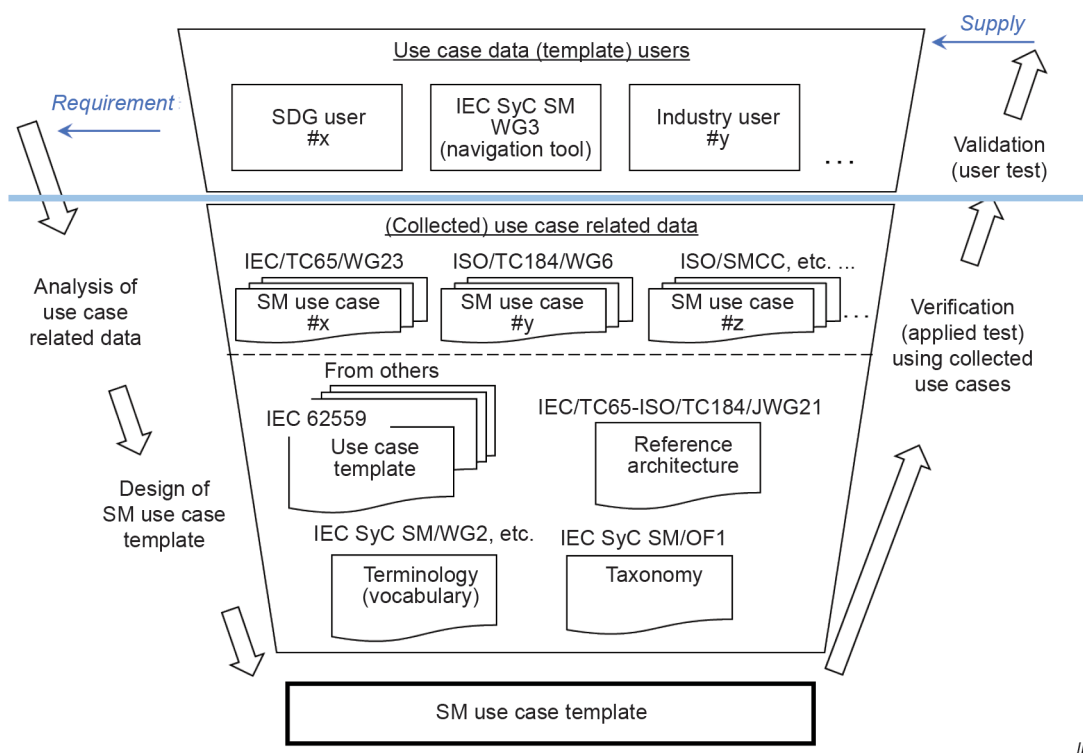 Supply
Use case data (template) users
Requirement
SDG user
#x
IEC SyC SM
WG3
(navigation tool)
Industry user
#y
...
Validation
(user test)
(Collected) use case related data
IEC/TC65/WG23
ISO/TC184/WG6
ISO/SMCC, etc. ...
SM use case
#x
SM use case
#y
SM use case
#z
...
Analysis of
use case
related data
Verification
(applied test)
using collected
use cases
From others
IEC 62559
Use case
template
IEC/TC65-ISO/TC184/JWG21
Reference
architecture
Design of
SM use case
template
IEC SyC SM/WG2, etc.
Terminology
(vocabulary)
IEC SyC SM/OF1
Taxonomy
SM use case template